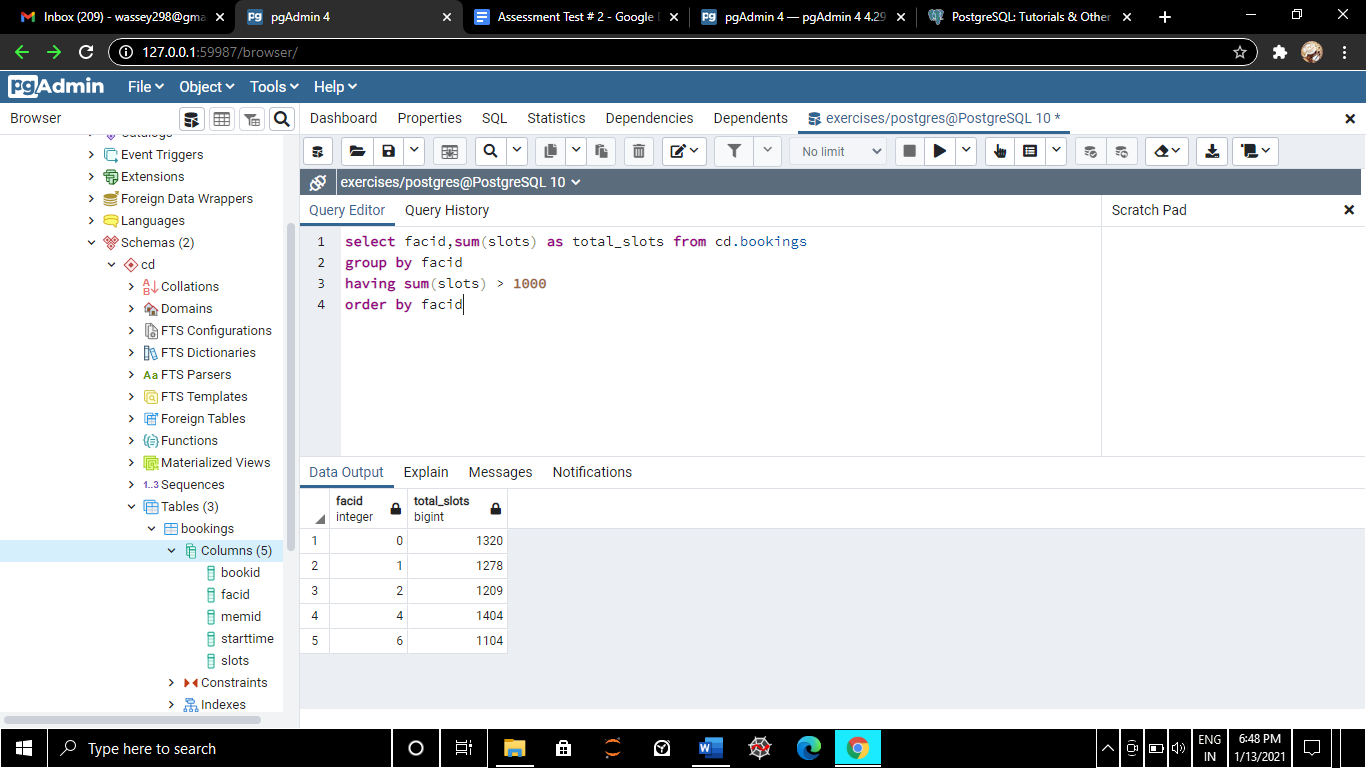 Inbox (209) - wassey298@gma
pgAdmin 4
Assessment Test # 2 - Google
pgAdmin 4 — pgAdmin 4 4.29
PostgreSQL: Tutorials & Other
127.0.0.1:59987/browser/
pgAdmin
File
Object
Tools
Help
Browser
Dashboard
Properties
SQL
Statistics
Dependencies
Dependents
exercises/postgres@PostgreSQL 10 *
No limit
exercises/postgres@PostgreSQL 10
Catalogs
Event Triggers
Extensions
Foreign Data Wrappers
Languages
Schemas (2)
cd
Collations
Domains
FTS Configurations
FTS Dictionaries
Aa FTS Parsers
FTS Templates
Foreign Tables
Functions
Materialized Views
1..3 Sequences
Tables (3)
bookings
Columns (5)
bookid
facid
memid
starttime
slots
Constraints
Indexes
Query Editor
Query History
Scratch Pad
1 select facid,sum(slots) as total_slots from cd.bookings
2 group by facid
3 having sum(slots) > 1000
4 order by facid
Data Output
Explain
Messages
Notifications
facid integer
total_slots bigint
1 0 1320
2 1 1278
3 2 1209
4 4 1404
5 6 1104
Type here to search
ENG
IN
6:48 PM
1/13/2021